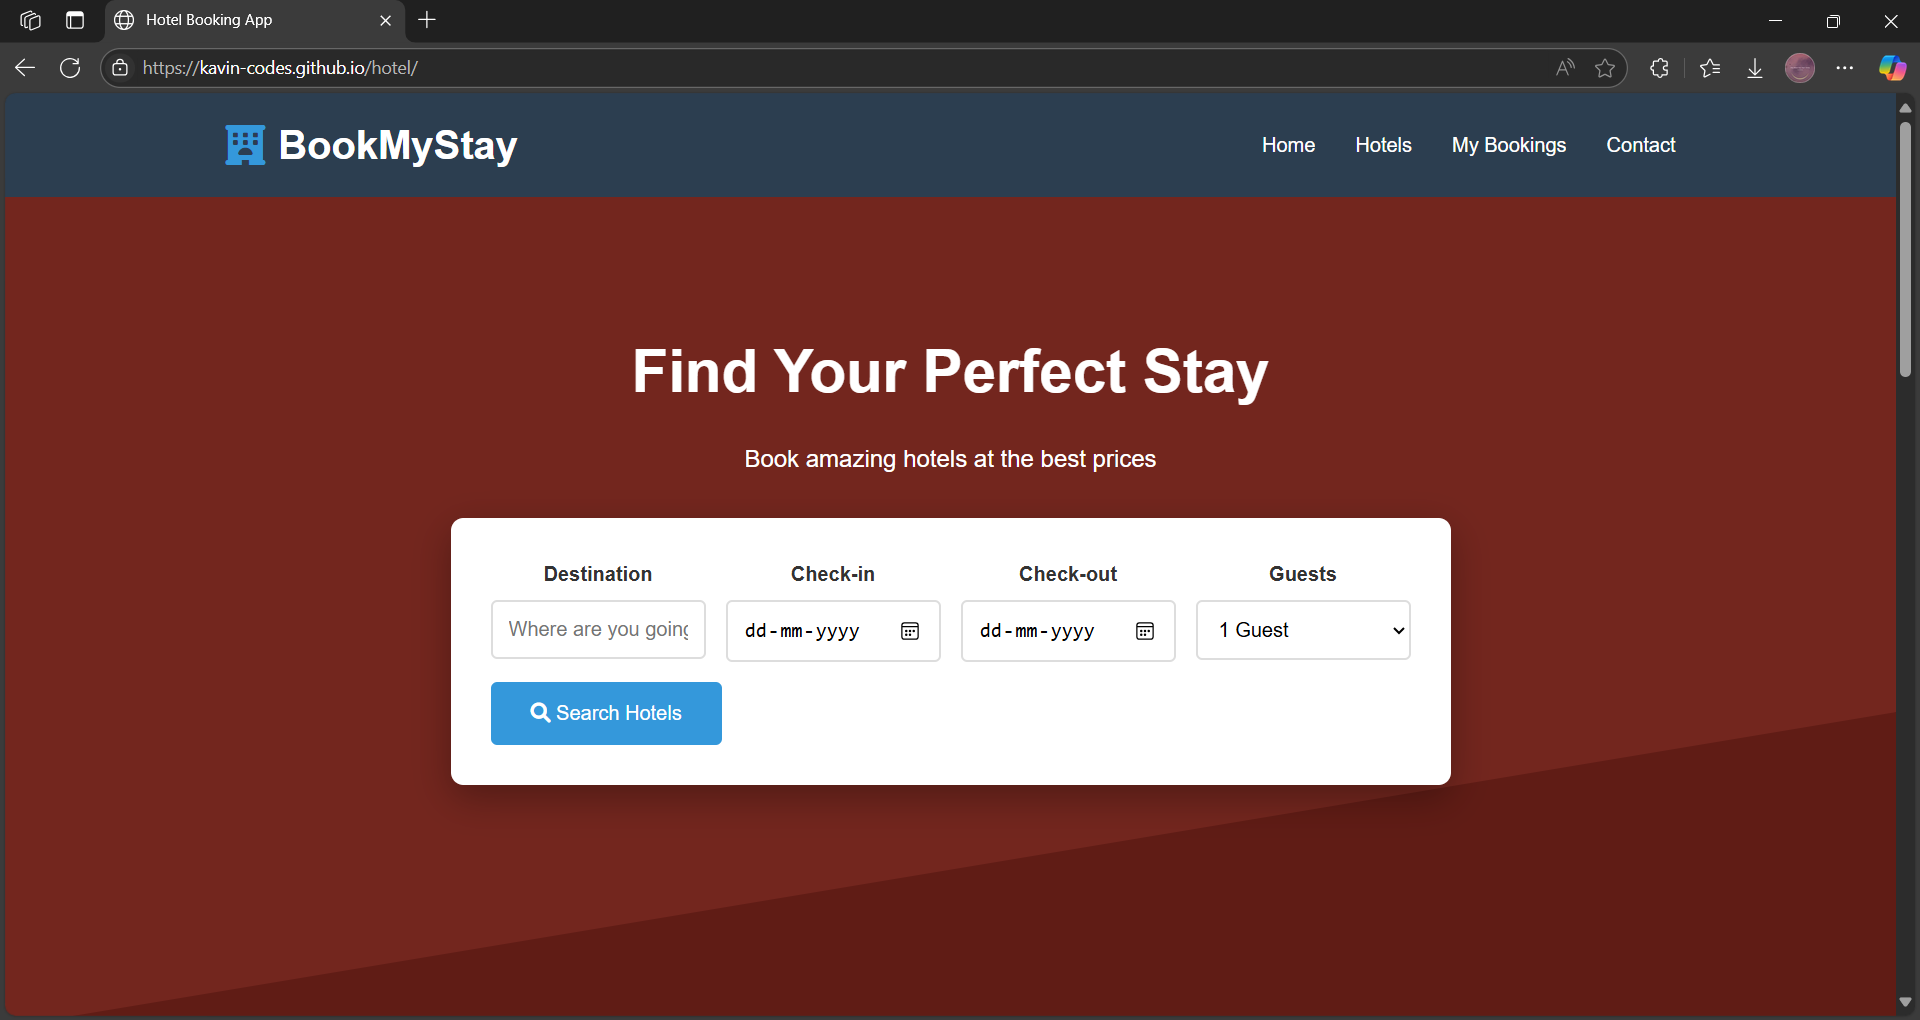 Hotel Booking App
https://kavin-codes.github.io/hotel/
BookMyStay
Home Hotels My Bookings Contact
Find Your Perfect Stay
Book amazing hotels at the best prices
Destination Check-in Check-out Guests
Where are you going dd-mm-yyyy dd-mm-yyyy 1 Guest
Search Hotels